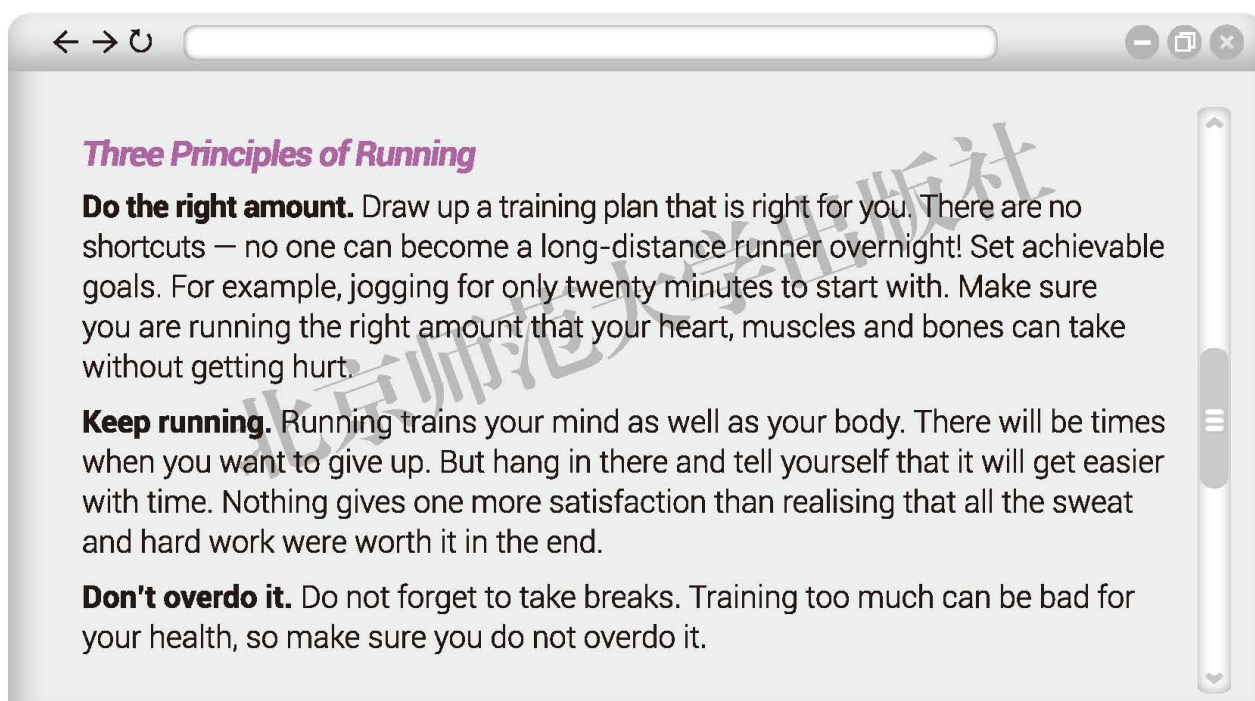 Three Principles of Running
Do the right amount. Draw up a training plan that is right for you. There are no
shortcuts — no one can become a long-distance runner overnight! Set achievable
goals. For example, jogging for only twenty minutes to start with. Make sure
you are running the right amount that your heart, muscles and bones can take
without getting hurt.
Keep running. Running trains your mind as well as your body. There will be times
when you want to give up. But hang in there and tell yourself that it will get easier
with time. Nothing gives one more satisfaction than realising that all the sweat
and hard work were worth it in the end.
Don't overdo it. Do not forget to take breaks. Training too much can be bad for
your health, so make sure you do not overdo it.
北京师范大学出版社